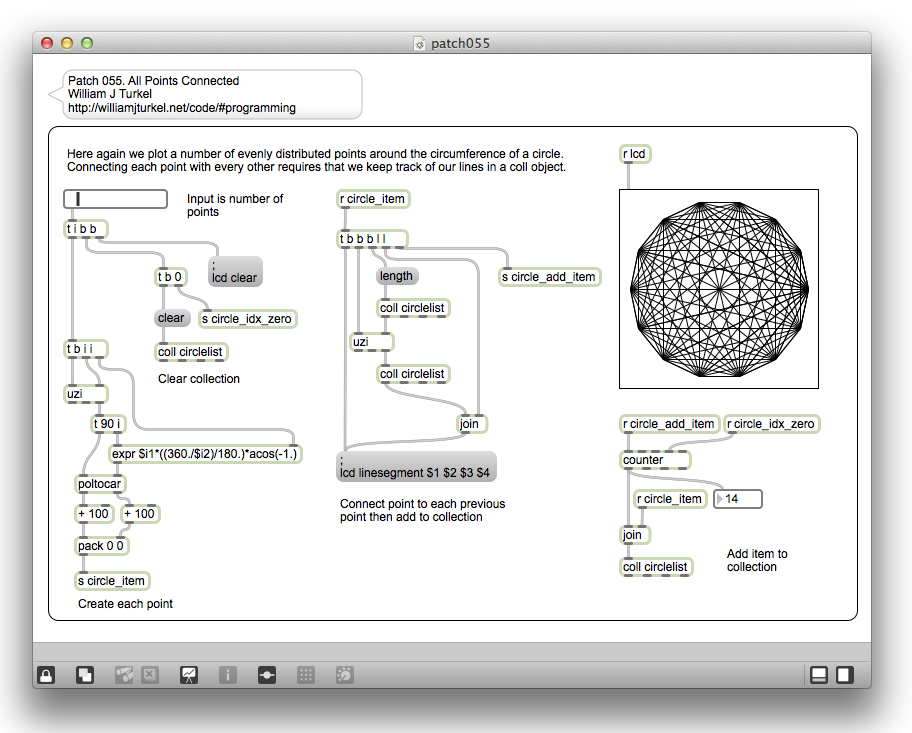 patch055
Patch 055. All Points Connected
William J Turkel
http://williamjturkel.net/code/#programming
Here again we plot a number of evenly distributed points around the circumference of a circle.
Connecting each point with every other requires that we keep track of our lines in a coll object.
Input is number of
points
t i b b
t b 0
;
lcd clear
clear
s circle_idx_zero
coll circlelist
Clear collection
t b i i
uzi
t 90 i
expr $i1*((360./$i2)/180.)*acos(-1.)
poltocar
+ 100
+ 100
pack 0 0
s circle_item
Create each point
r circle_item
t b b b l l
length
s circle_add_item
coll circlelist
uzi
coll circlelist
join
;
lcd linesegment $1 $2 $3 $4
Connect point to each previous
point then add to collection
r lcd
r circle_add_item
r circle_idx_zero
counter
r circle_item
14
join
coll circlelist
Add item to
collection